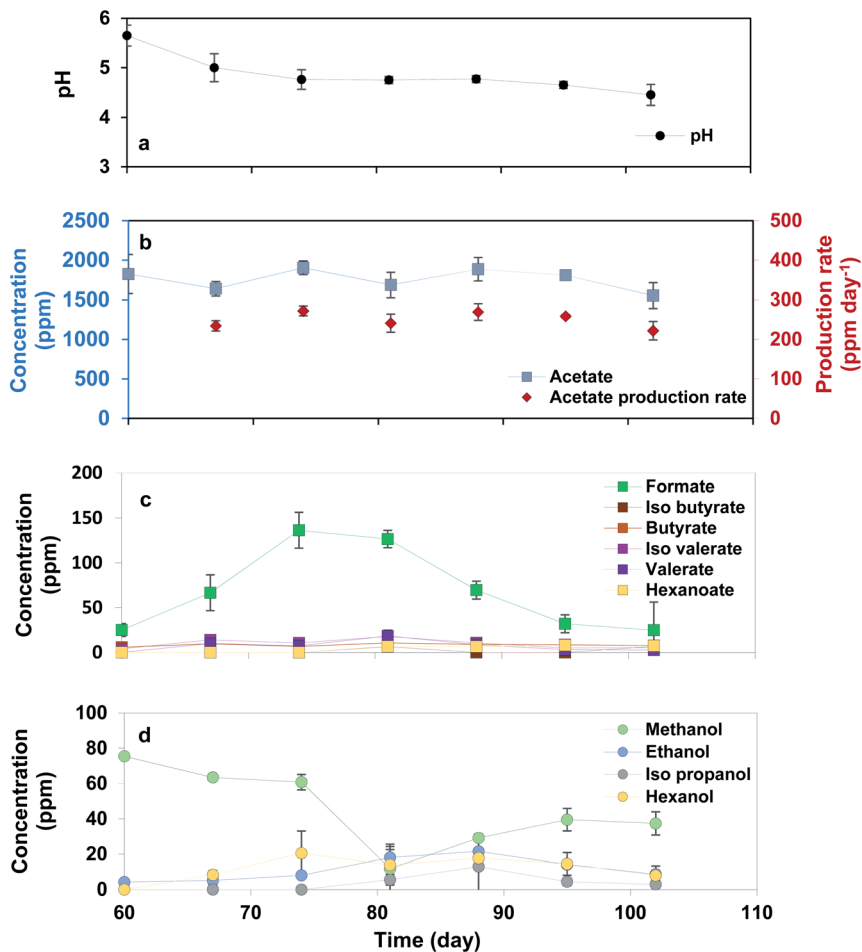 6
5
4
3
pH
a
pH
2500
2000
1500
1000
500
0
Concentration
(ppm)
b
Acetate
Acetate production rate
500
400
300
200
100
0
Production rate
(ppm day⁻¹)
200
150
100
50
0
Concentration
(ppm)
c
Formate
Iso butyrate
Butyrate
Iso valerate
Valerate
Hexanoate
100
80
60
40
20
0
Concentration
(ppm)
d
Methanol
Ethanol
Iso propanol
Hexanol
60 70 80 90 100 110
Time (day)